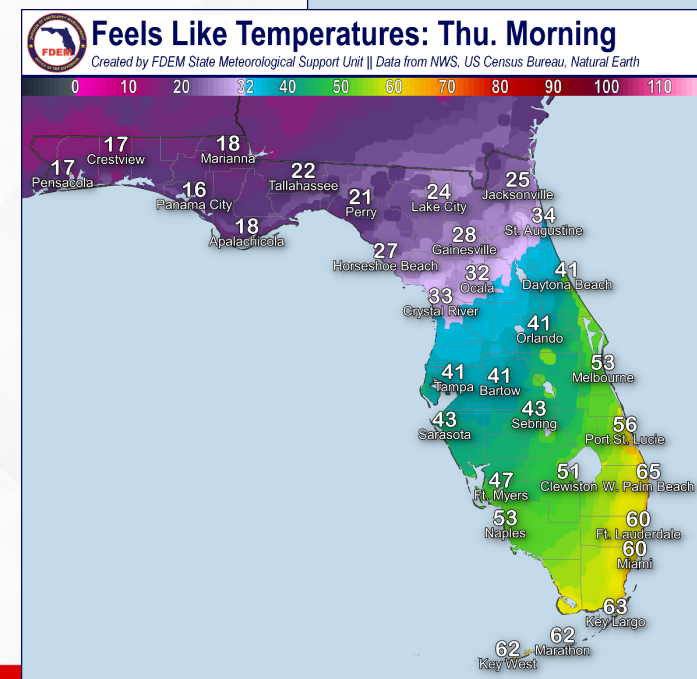 FDEM
Feels Like Temperatures: Thu. Morning
Created by FDEM State Meteorological Support Unit || Data from NWS, US Census Bureau, Natural Earth
0 10 20 32 40 50 60 70 80 90 100 110
17
Crestview
18
Marianna
17
Pensacola
22
Tallahassee
16
Panama City
21
Perry
24
Lake City
25
Jacksonville
18
Apalachicola
34
St. Augustine
28
Gainesville
27
Horseshoe Beach
32
Ocala
41
Daytona Beach
33
Crystal River
41
Orlando
53
Melbourne
41
Tampa
41
Bartow
43
Sebring
43
Sarasota
56
Port St. Lucie
47
Ft. Myers
51
Clewiston
65
W. Palm Beach
53
Naples
60
Ft. Lauderdale
60
Miami
63
Key Largo
62
Marathon
62
Key West